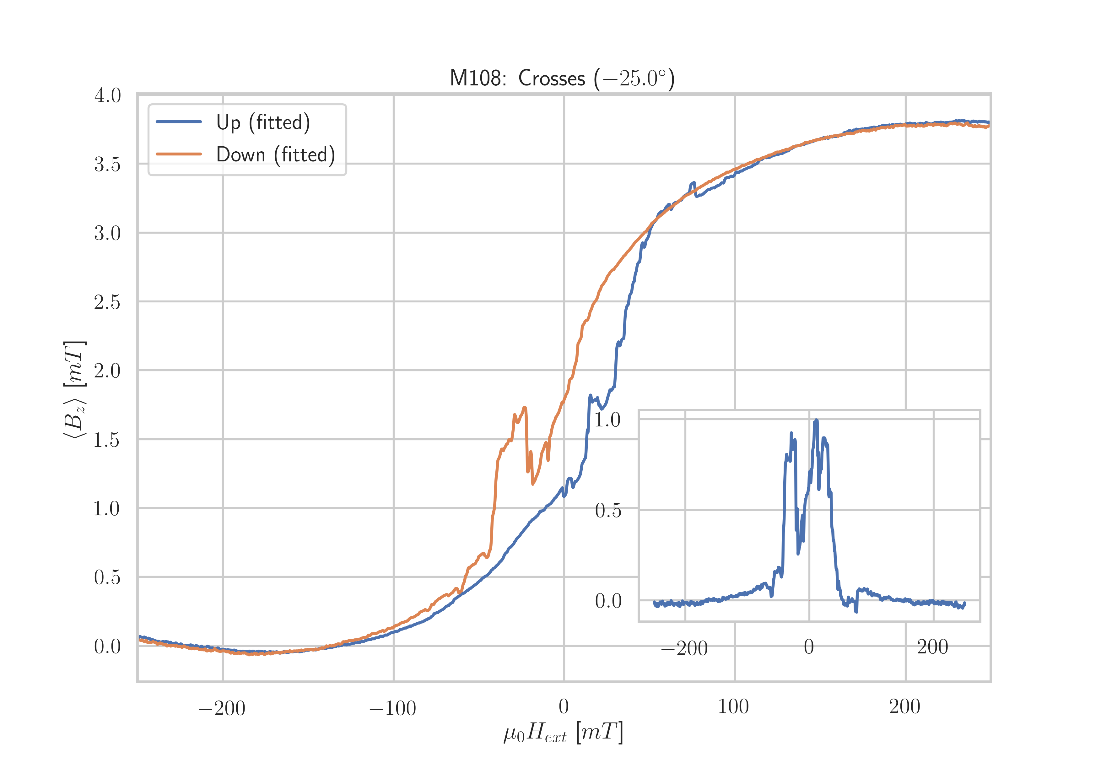 M108: Crosses (−25.0°)
Up (fitted)
Down (fitted)
4.0
3.5
3.0
2.5
2.0
1.5
1.0
0.5
0.0
⟨B_z⟩ [mT]
−200 −100 0 100 200
μ₀H_ext [mT]
1.0
0.5
0.0
−200 0 200